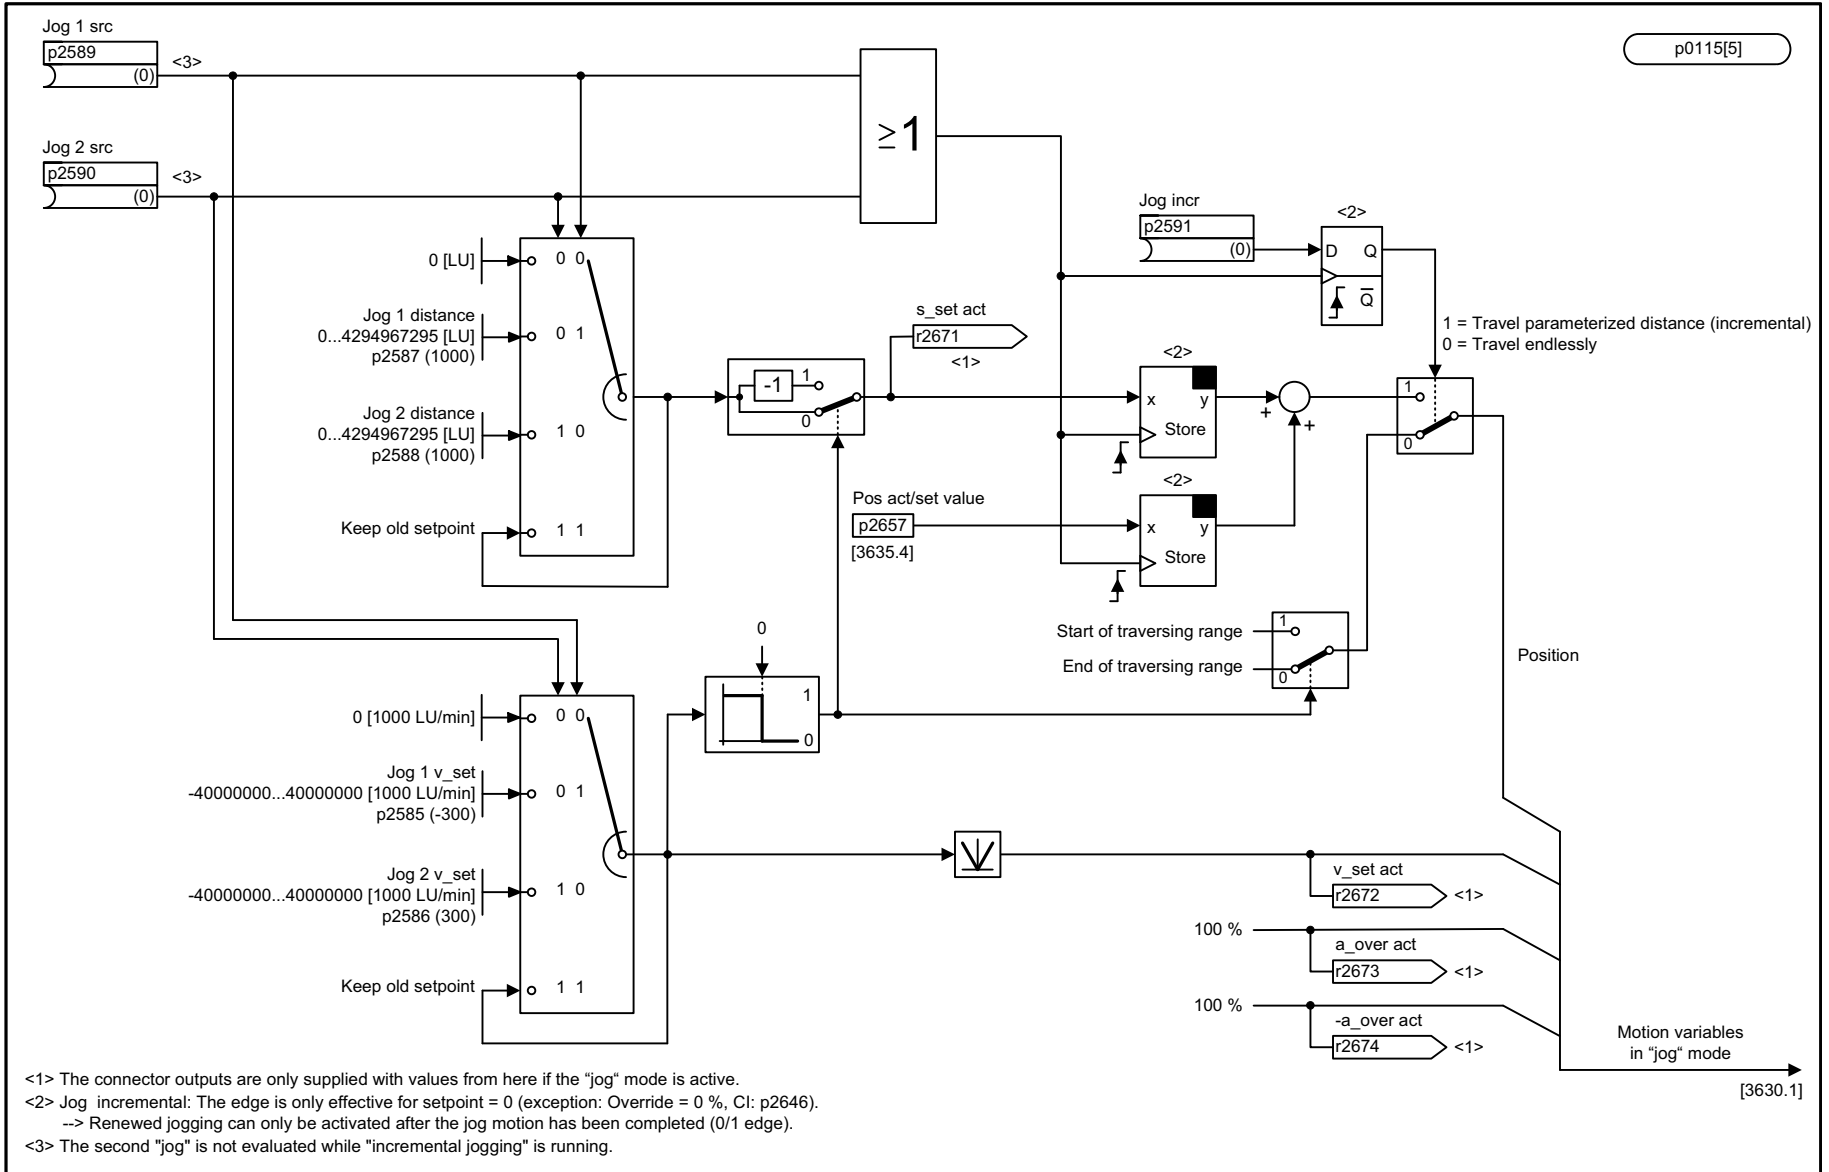 Jog 1 src
p2589
(0)
<3>
p0115[5]
≥1
Jog 2 src
p2590
(0)
<3>
Jog incr
p2591
(0)
<2>
D Q
Q
0 [LU]
0 0
Jog 1 distance
0...4294967295 [LU]
p2587 (1000)
0 1
Jog 2 distance
0...4294967295 [LU]
p2588 (1000)
1 0
Keep old setpoint
1 1
-1
1
0
s_set act
r2671
<1>
1 = Travel parameterized distance (incremental)
0 = Travel endlessly
<2>
x y
Store
+
+
1
0
Pos act/set value
p2657
[3635.4]
<2>
x y
Store
Start of traversing range
End of traversing range
1
0
Position
0
1
0
0 [1000 LU/min]
0 0
Jog 1 v_set
-40000000...40000000 [1000 LU/min]
p2585 (-300)
0 1
Jog 2 v_set
-40000000...40000000 [1000 LU/min]
p2586 (300)
1 0
Keep old setpoint
1 1
v_set act
r2672
<1>
100 %
a_over act
r2673
<1>
100 %
-a_over act
r2674
<1>
Motion variables
in “jog“ mode
[3630.1]
<1> The connector outputs are only supplied with values from here if the “jog“ mode is active.
<2> Jog incremental: The edge is only effective for setpoint = 0 (exception: Override = 0 %, CI: p2646).
--> Renewed jogging can only be activated after the jog motion has been completed (0/1 edge).
<3> The second "jog" is not evaluated while "incremental jogging" is running.